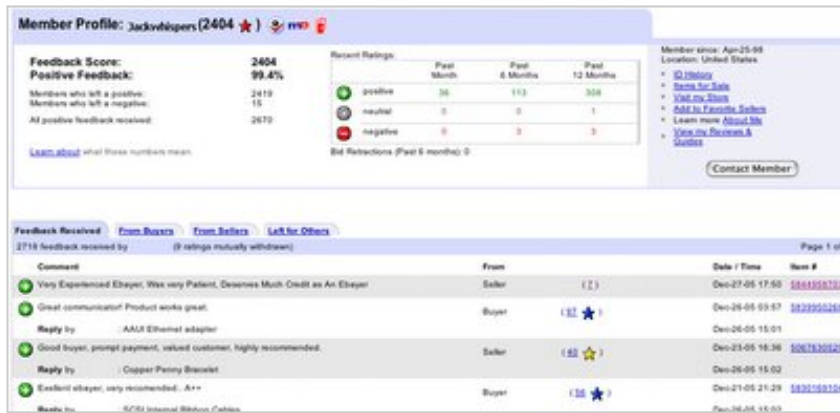 Member Profile: Jackwhispers (2404 ) me
Feedback Score: 2404
Positive Feedback: 99.4%
Members who left a positive: 2419
Members who left a negative: 15
All positive feedback received: 2670
Learn about what these numbers mean.
Recent Ratings:
Past Month Past 6 Months Past 12 Months
positive 36 113 308
neutral 0 0 1
negative 0 3 3
Bid Retractions (Past 6 months): 0
Member since: Apr-25-98
Location: United States
ID History
Items for Sale
Visit my Store
Add to Favorite Sellers
Learn more About Me
View my Reviews & Guides
Contact Member
Feedback Received From Buyers From Sellers Left for Others
2718 feedback received by (9 ratings mutually withdrawn) Page 1 of
Comment From Date / Time Item #
Very Experienced Ebayer, Was very Patient, Deserves Much Credit as An Ebayer Seller (7) Dec-27-05 17:50
Great communicator! Product works great. Buyer Dec-26-05 03:57
Reply by : AAUI Ethernet adapter Dec-26-05 15:01
Good buyer, prompt payment, valued customer, highly recommended. Seller (40 ) Dec-23-05 16:36
Reply by : Copper Penny Bracelet Dec-26-05 15:02
Exellent ebayer, very recomended.. A++ Buyer (56 ) Dec-21-05 21:29
Reply by : SCSI Internal Ribbon Cables Dec-26-05 15:02